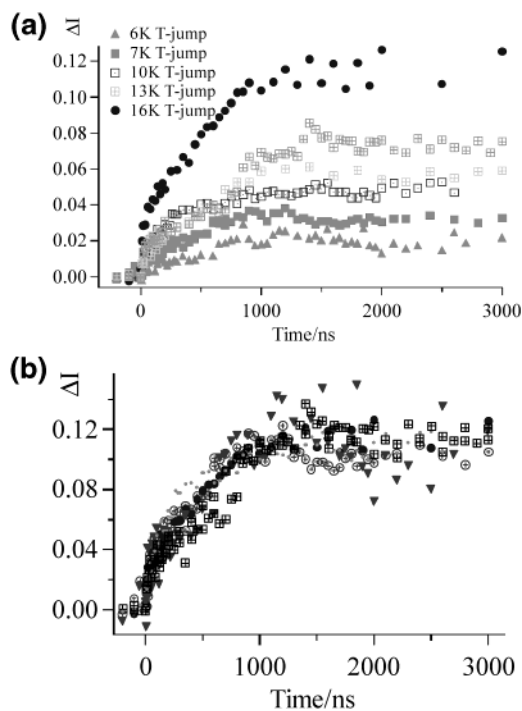 (a)
ΔI
6K T-jump
7K T-jump
10K T-jump
13K T-jump
16K T-jump
0.12
0.10
0.08
0.06
0.04
0.02
0.00
0 1000 2000 3000
Time/ns
(b)
ΔI
0.12
0.08
0.04
0.00
0 1000 2000 3000
Time/ns